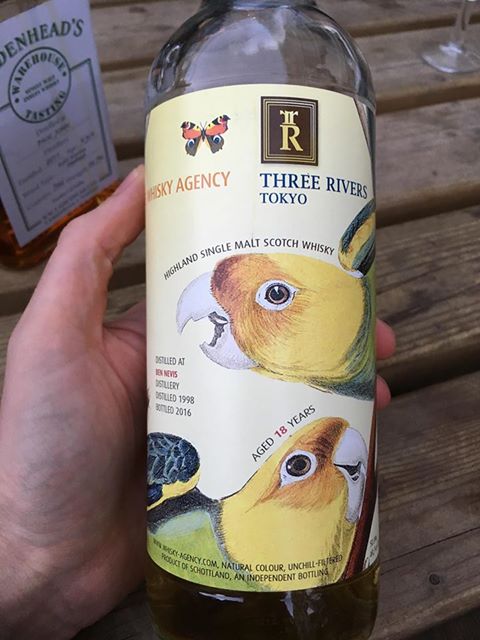 DENHEAD'S
WAREHOUSE
TASTING
rr
R
WHISKY AGENCY
THREE RIVERS
TOKYO
HIGHLAND SINGLE MALT SCOTCH WHISKY
DISTILLED AT
BEN NEVIS
DISTILLERY
DISTILLED 1998
BOTTLED 2016
AGED 18 YEARS
WWW.WHISKY-AGENCY.COM, NATURAL COLOUR, UNCHILL-FILTERED
PRODUCT OF SCHOTTLAND, AN INDEPENDENT BOTTLING